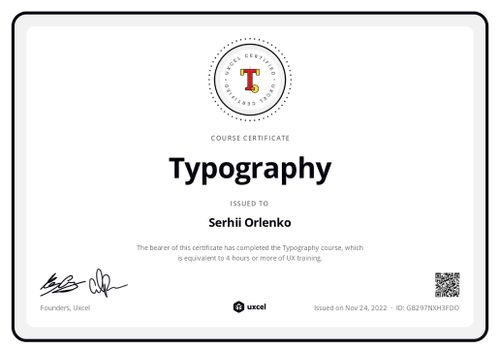 UXCEL CERTIFIED · UXCEL CERTIFIED ·
T.
COURSE CERTIFICATE
Typography
ISSUED TO
Serhii Orlenko
The bearer of this certificate has completed the Typography course, which
is equivalent to 4 hours or more of UX training.
Founders, Uxcel
uxcel
Issued on Nov 24, 2022 · ID: GB297NXH3FDO